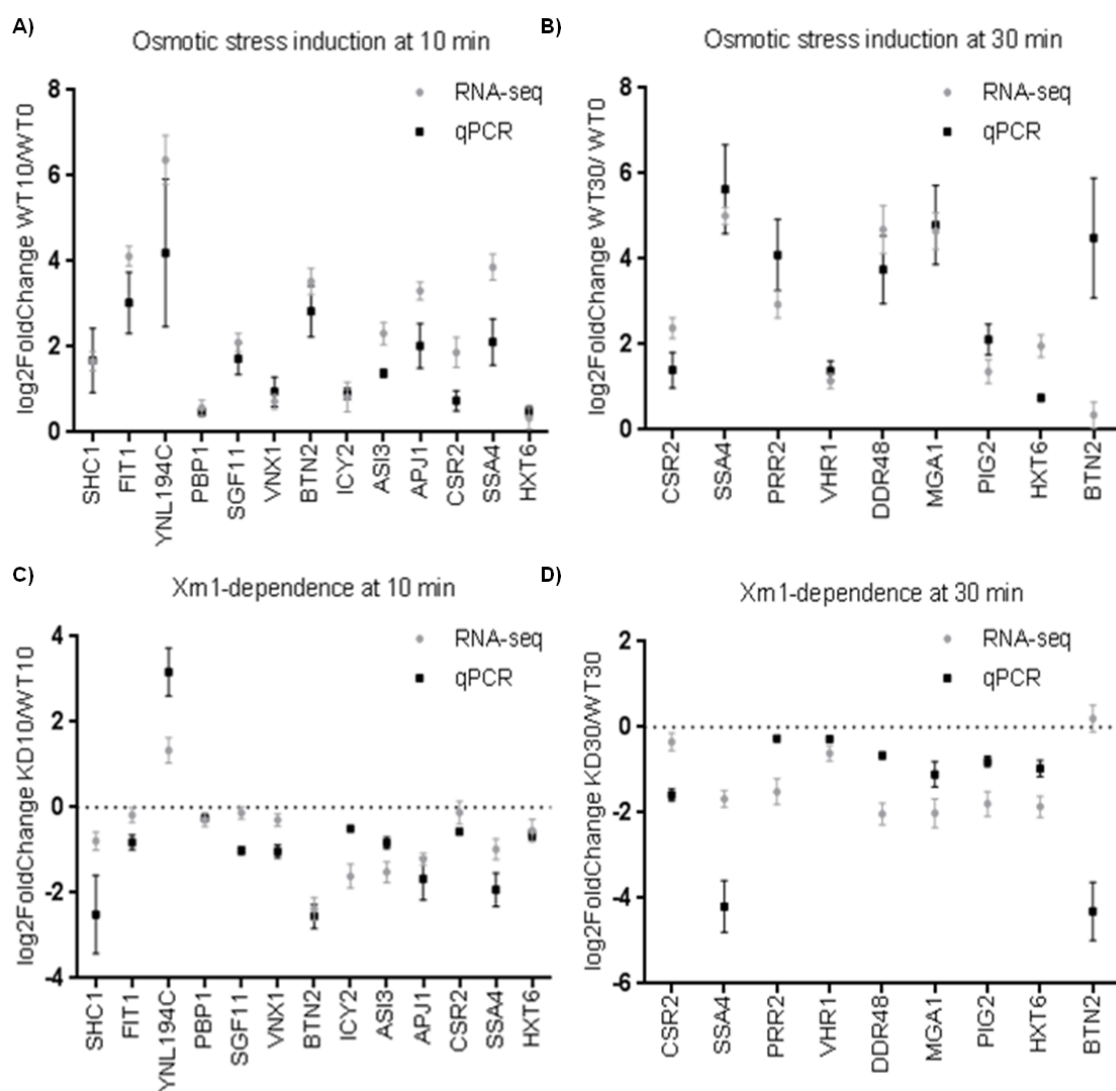 A)
Osmotic stress induction at 10 min
log2FoldChange WT10/WT0
8
6
4
2
0
RNA-seq
qPCR
SHC1
FIT1
YNL194C
PBP1
SGF11
VNX1
BTN2
ICY2
ASI3
APJ1
CSR2
SSA4
HXT6
B)
Osmotic stress induction at 30 min
log2FoldChange WT30/ WT0
8
6
4
2
0
RNA-seq
qPCR
CSR2
SSA4
PRR2
VHR1
DDR48
MGA1
PIG2
HXT6
BTN2
C)
Xrn1-dependence at 10 min
log2FoldChange KD10/WT10
4
2
0
-2
-4
RNA-seq
qPCR
SHC1
FIT1
YNL194C
PBP1
SGF11
VNX1
BTN2
ICY2
ASI3
APJ1
CSR2
SSA4
HXT6
D)
Xrn1-dependence at 30 min
log2FoldChange KD30/WT30
2
0
-2
-4
-6
RNA-seq
qPCR
CSR2
SSA4
PRR2
VHR1
DDR48
MGA1
PIG2
HXT6
BTN2